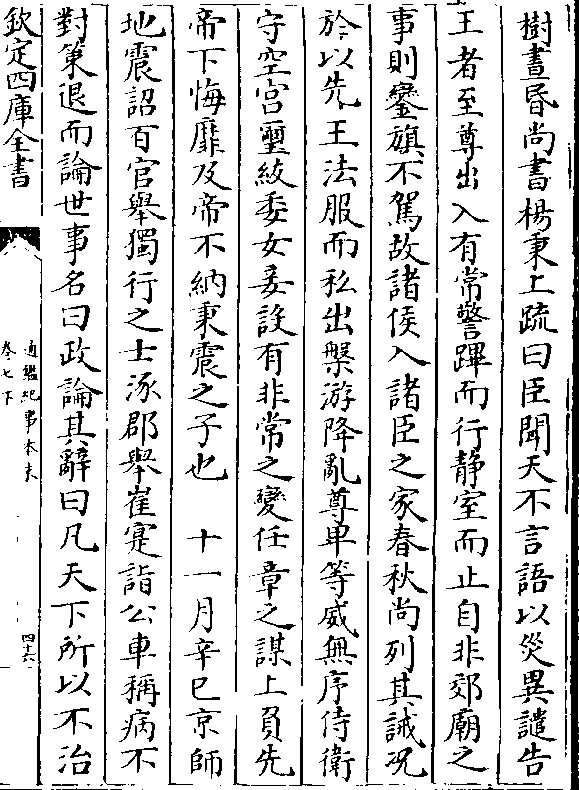 樹晝昏尚書楊秉上疏曰臣聞天不言語以災異譴告
王者至尊出入有常警蹕而行静室而止自非郊廟之
事則鑾旗不駕故諸侯入諸臣之家春秋尚列其誡况
於以先王法服而私出槃游降亂尊卑等威無序侍衛
守空宫璽紱委女妾設有非常之變任章之謀上負先
帝下悔靡及帝不納秉震之子也　十一月辛巳京師
地震詔百官舉獨行之士涿郡舉崔寔詣公車稱病不
對策退而論世事名曰政論其辭曰凡天下所以不治
欽定四庫全書
通鑑紀事本末
卷七下
四十六